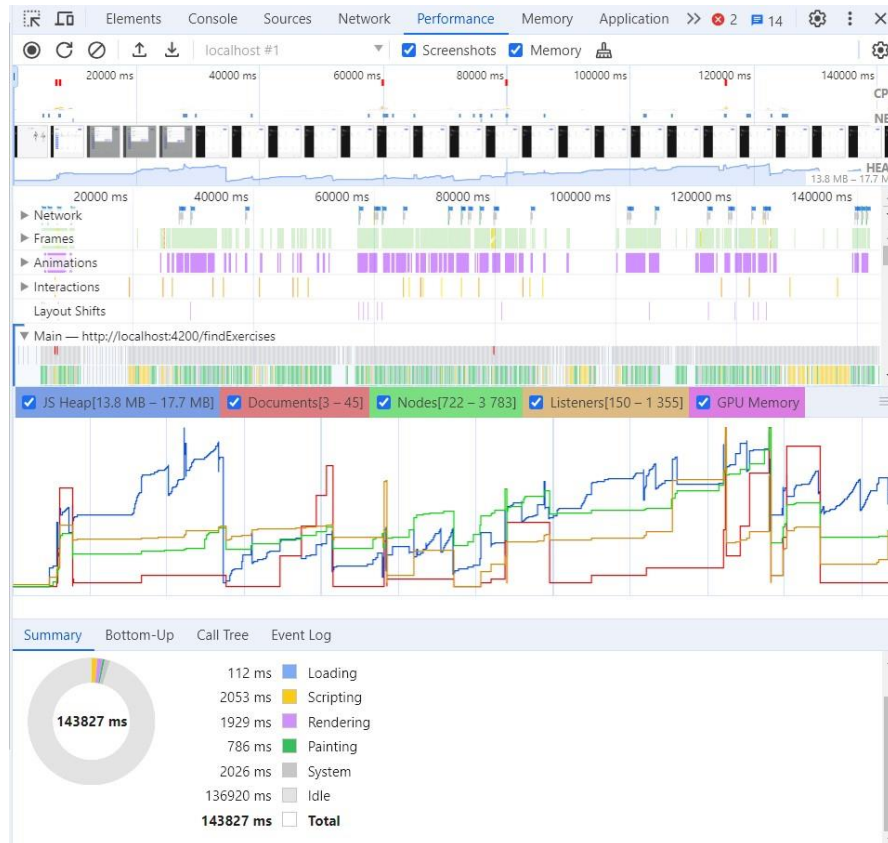 Elements Console Sources Network Performance Memory Application 2 14
localhost #1 Screenshots Memory
20000 ms 40000 ms 60000 ms 80000 ms 100000 ms 120000 ms 140000 ms
CP
NE
HEA
13.8 MB – 17.7 M
20000 ms 40000 ms 60000 ms 80000 ms 100000 ms 120000 ms 140000 ms
Network
Frames
Animations
Interactions
Layout Shifts
Main — http://localhost:4200/findExercises
JS Heap[13.8 MB – 17.7 MB] Documents[3 – 45] Nodes[722 – 3 783] Listeners[150 – 1 355] GPU Memory
Summary Bottom-Up Call Tree Event Log
112 ms Loading
2053 ms Scripting
1929 ms Rendering
143827 ms
786 ms Painting
2026 ms System
136920 ms Idle
143827 ms Total